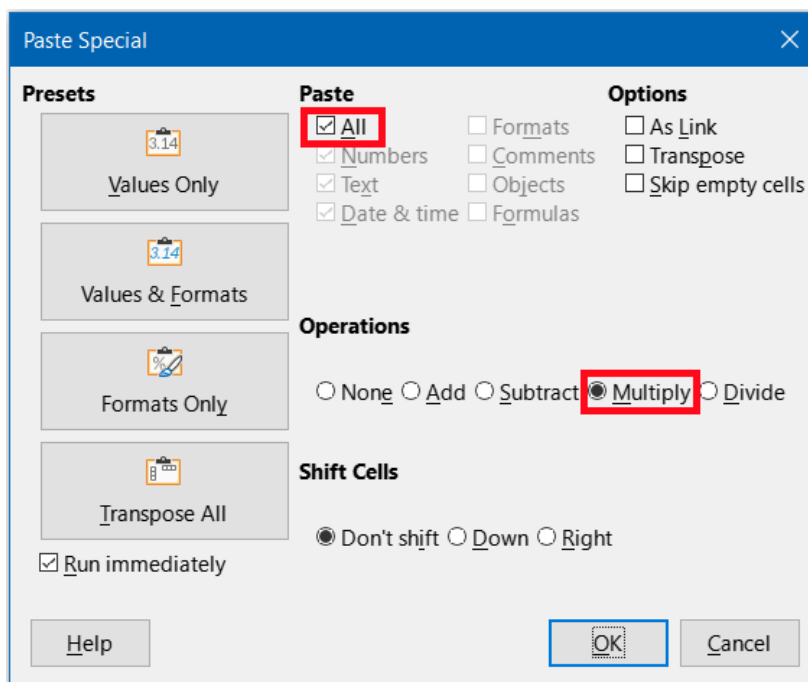 Paste Special
Presets
3.14
Values Only
3.14
Values & Formats
%
Formats Only
Transpose All
Run immediately
Paste
All
Numbers
Text
Date & time
Formats
Comments
Objects
Formulas
Options
As Link
Transpose
Skip empty cells
Operations
None Add Subtract Multiply Divide
Shift Cells
Don't shift Down Right
Help OK Cancel